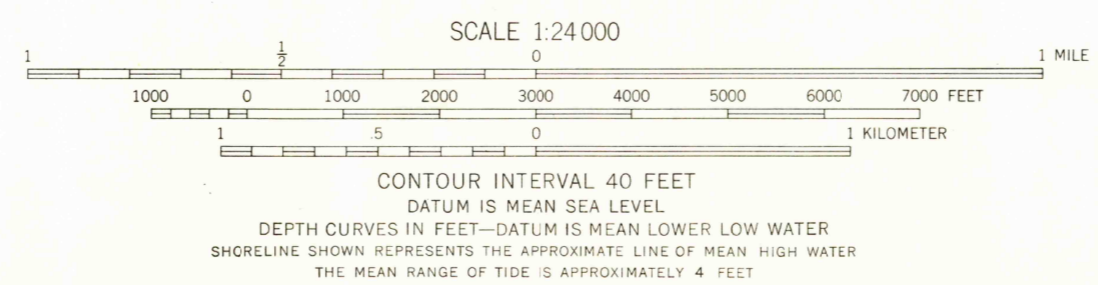 SCALE 1:24000
1 ½ 0 1 MILE
1000 0 1000 2000 3000 4000 5000 6000 7000 FEET
1 .5 0 1 KILOMETER
CONTOUR INTERVAL 40 FEET
DATUM IS MEAN SEA LEVEL
DEPTH CURVES IN FEET—DATUM IS MEAN LOWER LOW WATER
SHORELINE SHOWN REPRESENTS THE APPROXIMATE LINE OF MEAN HIGH WATER
THE MEAN RANGE OF TIDE IS APPROXIMATELY 4 FEET